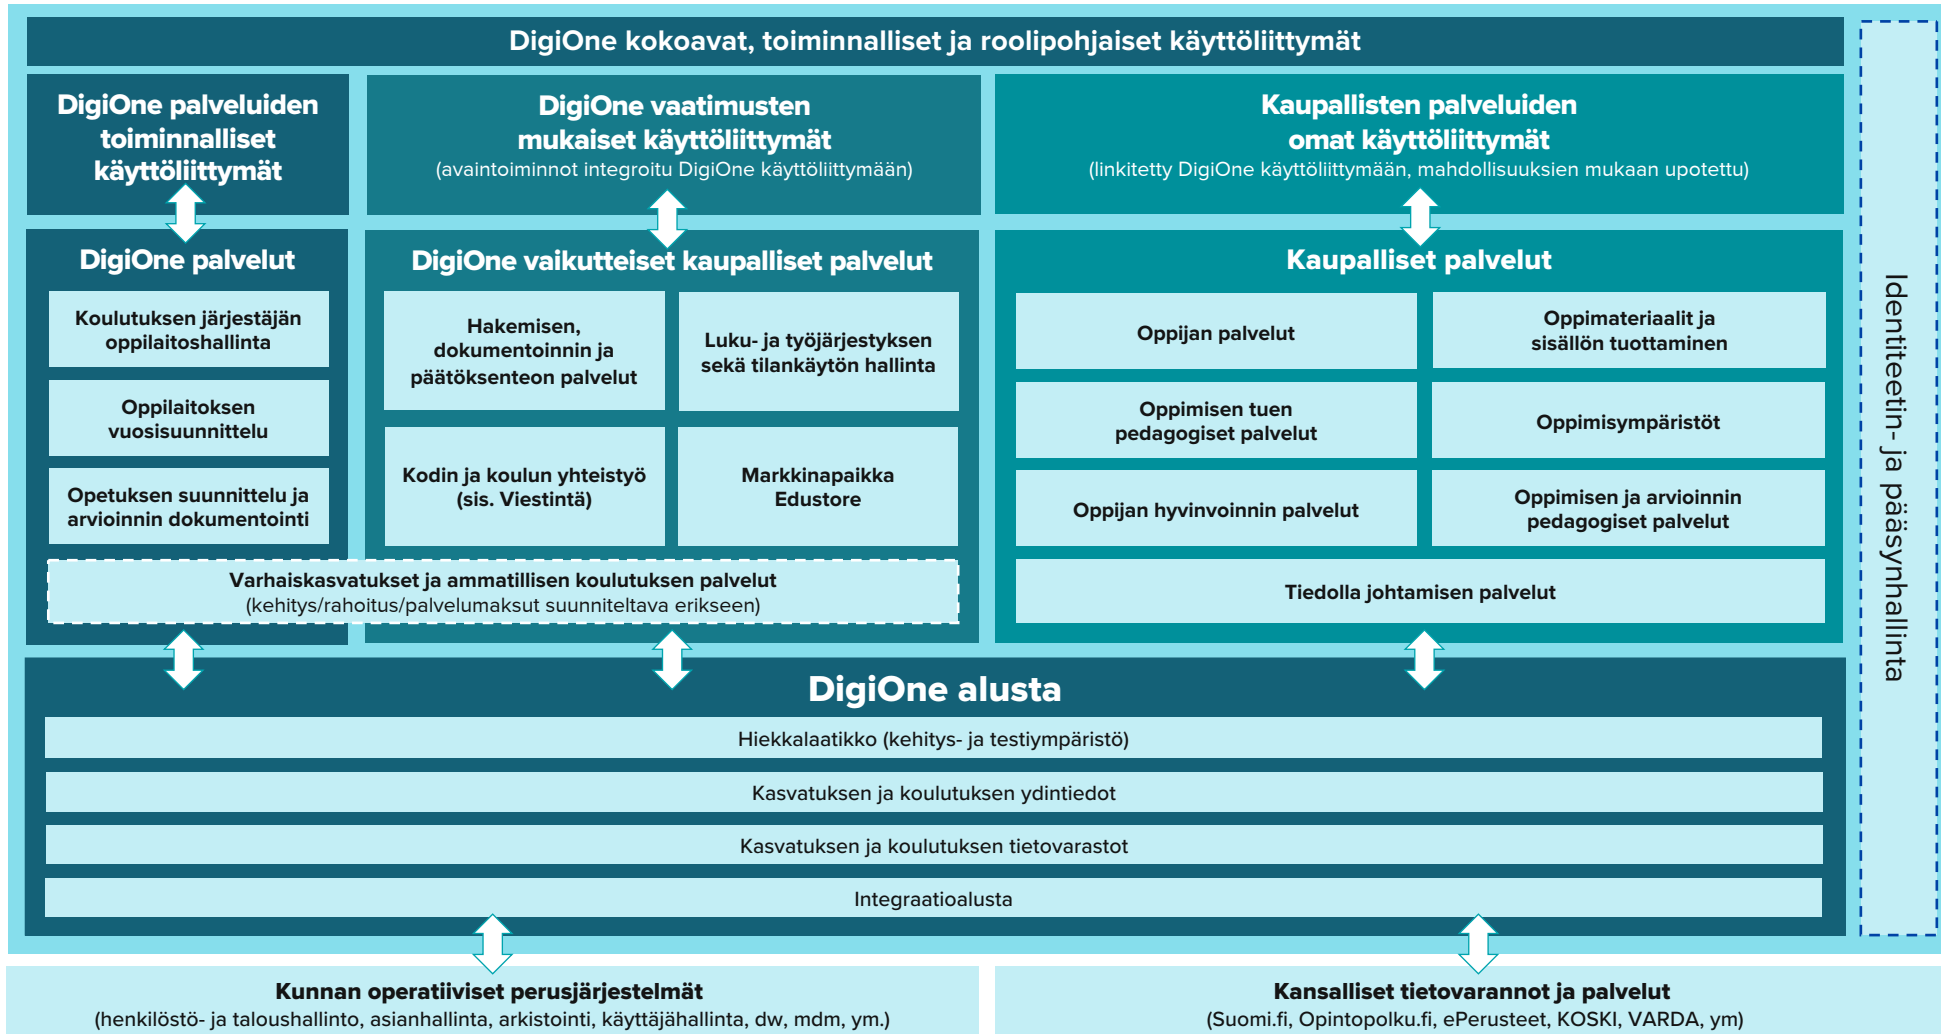 DigiOne kokoavat, toiminnalliset ja roolipohjaiset käyttöliittymät
DigiOne palveluiden
toiminnalliset
käyttöliittymät
DigiOne vaatimusten
mukaiset käyttöliittymät
(avaintoiminnot integroitu DigiOne käyttöliittymään)
Kaupallisten palveluiden
omat käyttöliittymät
(linkitetty DigiOne käyttöliittymään, mahdollisuuksien mukaan upotettu)
DigiOne palvelut
Koulutuksen järjestäjän
oppilaitoshallinta
Oppilaitoksen
vuosisuunnittelu
Opetuksen suunnittelu ja
arvioinnin dokumentointi
DigiOne vaikutteiset kaupalliset palvelut
Hakemisen,
dokumentoinnin ja
päätöksenteon palvelut
Luku- ja työjärjestyksen
sekä tilankäytön hallinta
Kodin ja koulun yhteistyö
(sis. Viestintä)
Markkinapaikka
Edustore
Varhaiskasvatukset ja ammatillisen koulutuksen palvelut
(kehitys/rahoitus/palvelumaksut suunniteltava erikseen)
Kaupalliset palvelut
Oppijan palvelut
Oppimateriaalit ja
sisällön tuottaminen
Oppimisen tuen
pedagogiset palvelut
Oppimisympäristöt
Oppijan hyvinvoinnin palvelut
Oppimisen ja arvioinnin
pedagogiset palvelut
Tiedolla johtamisen palvelut
DigiOne alusta
Hiekkalaatikko (kehitys- ja testiympäristö)
Kasvatuksen ja koulutuksen ydintiedot
Kasvatuksen ja koulutuksen tietovarastot
Integraatioalusta
Identiteetin- ja pääsynhallinta
Kunnan operatiiviset perusjärjestelmät
(henkilöstö- ja taloushallinto, asianhallinta, arkistointi, käyttäjähallinta, dw, mdm, ym.)
Kansalliset tietovarannot ja palvelut
(Suomi.fi, Opintopolku.fi, ePerusteet, KOSKI, VARDA, ym)